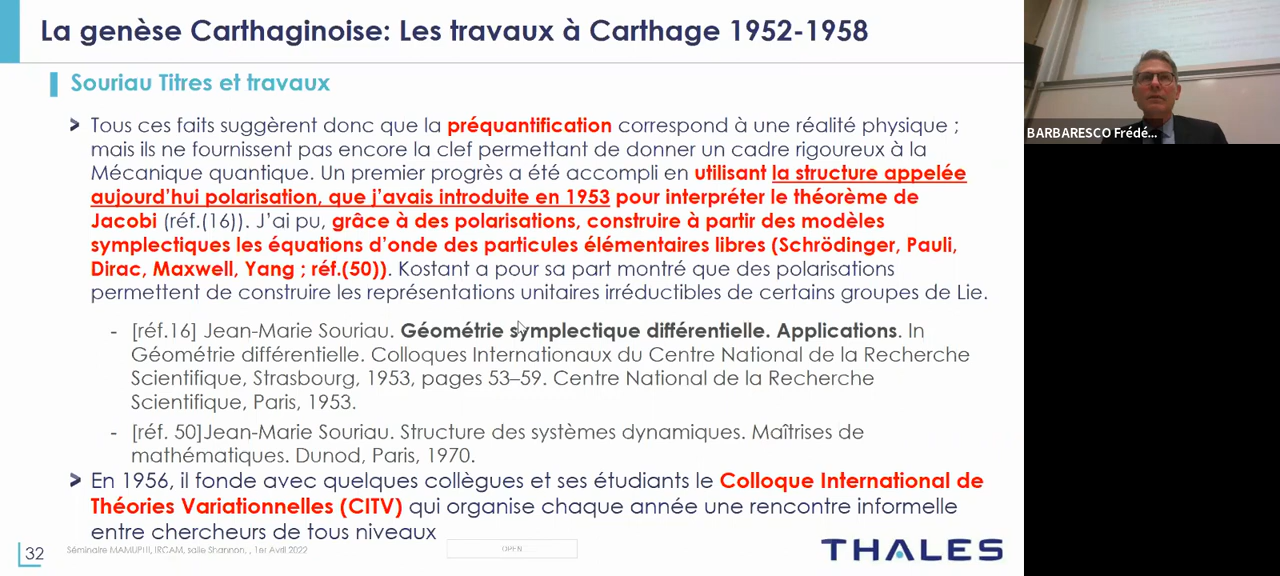 La genèse Carthaginoise: Les travaux à Carthage 1952-1958
Souriau Titres et travaux
Tous ces faits suggèrent donc que la préquantification correspond à une réalité physique ;
mais ils ne fournissent pas encore la clef permettant de donner un cadre rigoureux à la
Mécanique quantique. Un premier progrès a été accompli en utilisant la structure appelée
aujourd'hui polarisation, que j'avais introduite en 1953 pour interpréter le théorème de
Jacobi (réf.(16)). J'ai pu, grâce à des polarisations, construire à partir des modèles
symplectiques les équations d'onde des particules élémentaires libres (Schrödinger, Pauli,
Dirac, Maxwell, Yang ; réf.(50)). Kostant a pour sa part montré que des polarisations
permettent de construire les représentations unitaires irréductibles de certains groupes de Lie.
- [réf.16] Jean-Marie Souriau. Géométrie symplectique différentielle. Applications. In
Géométrie différentielle. Colloques Internationaux du Centre National de la Recherche
Scientifique, Strasbourg, 1953, pages 53–59. Centre National de la Recherche
Scientifique, Paris, 1953.
- [réf. 50]Jean-Marie Souriau. Structure des systèmes dynamiques. Maîtrises de
mathématiques. Dunod, Paris, 1970.
En 1956, il fonde avec quelques collègues et ses étudiants le Colloque International de
Théories Variationnelles (CITV) qui organise chaque année une rencontre informelle
entre chercheurs de tous niveaux
32
Séminaire MAMUPHI, IRCAM, salle Shannon, , 1er Avril 2022
OPEN
THALES
BARBARESCO Frédé...